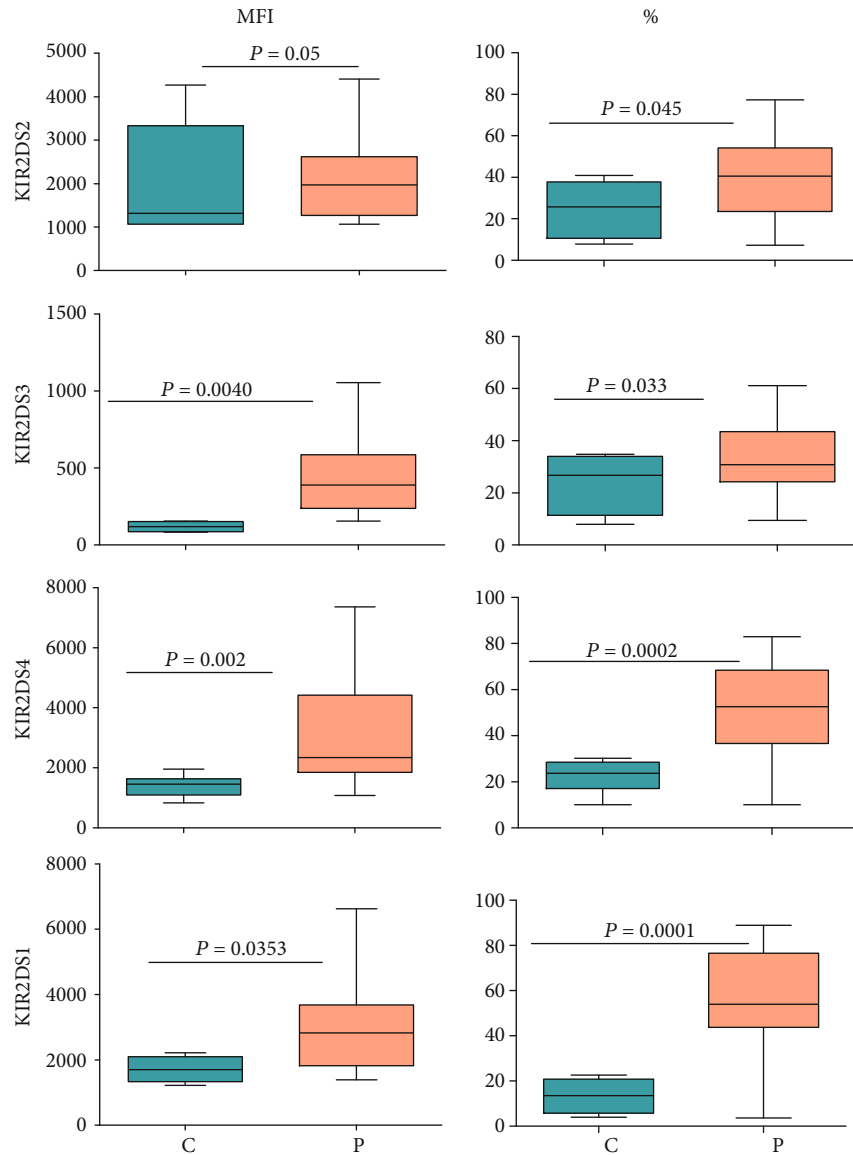 MFI
%
KIR2DS2
5000
4000
3000
2000
1000
0
P = 0.05
100
80
60
40
20
0
P = 0.045
KIR2DS3
1500
1000
500
0
P = 0.0040
80
60
40
20
0
P = 0.033
KIR2DS4
8000
6000
4000
2000
0
P = 0.002
100
80
60
40
20
0
P = 0.0002
KIR2DS1
8000
6000
4000
2000
0
P = 0.0353
C
P
100
80
60
40
20
0
P = 0.0001
C
P